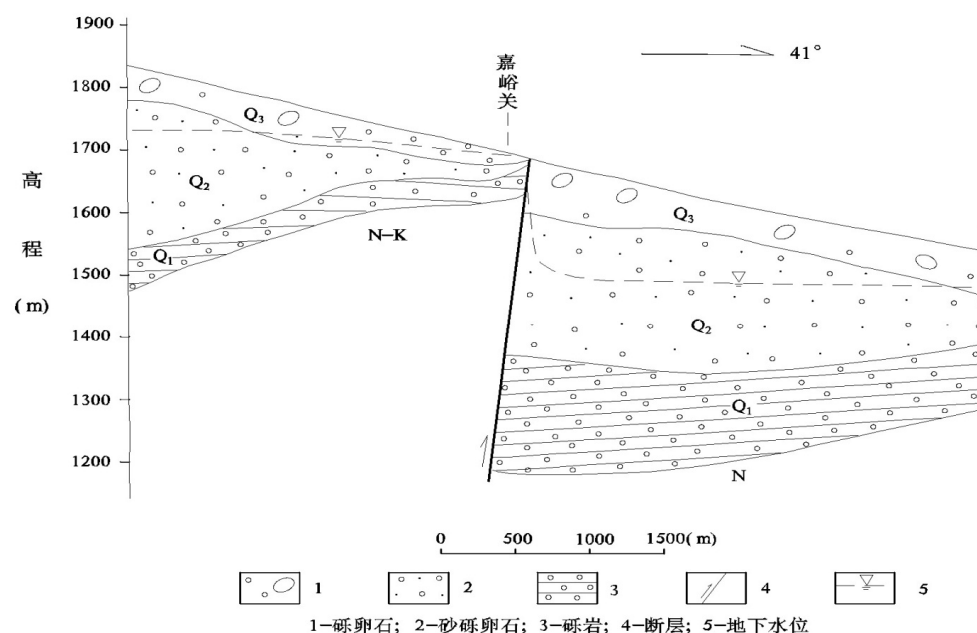 1900
1800
1700
1600
1500
1400
1300
1200
高
程
(m)
嘉
峪
关
41°
Q3
Q2
Q1
N-K
Q3
Q2
Q1
N
0 500 1000 1500(m)
1 2 3 4 5
1-砾卵石; 2-砂砾卵石; 3-砾岩; 4-断层; 5-地下水位